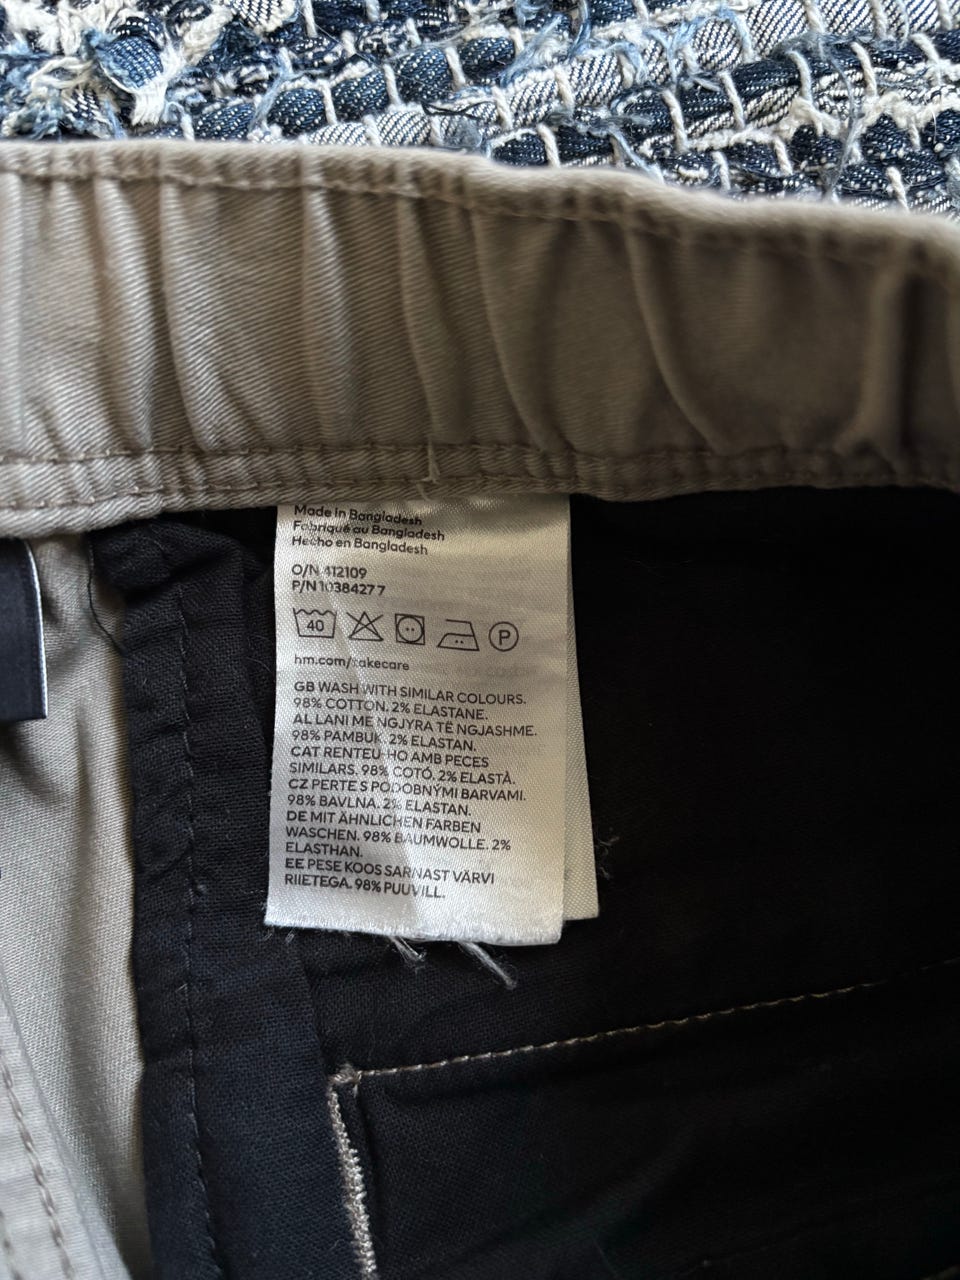 Made in Bangladesh
Fabriqué au Bangladesh
Hecho en Bangladesh
O/N 412109
P/N 10384277
40 P
hm.com/takecare
GB WASH WITH SIMILAR COLOURS.
98% COTTON. 2% ELASTANE.
AL LANI ME NGJYRA TË NGJASHME.
98% PAMBUK. 2% ELASTAN.
CAT RENTEU-HO AMB PECES
SIMILARS. 98% COTÓ. 2% ELASTÀ.
CZ PERTE S PODOBNÝMI BARVAMI.
98% BAVLNA. 2% ELASTAN.
DE MIT ÄHNLICHEN FARBEN
WASCHEN. 98% BAUMWOLLE. 2%
ELASTHAN.
EE PESE KOOS SARNAST VÄRVI
RIIETEGA. 98% PUUVILL.